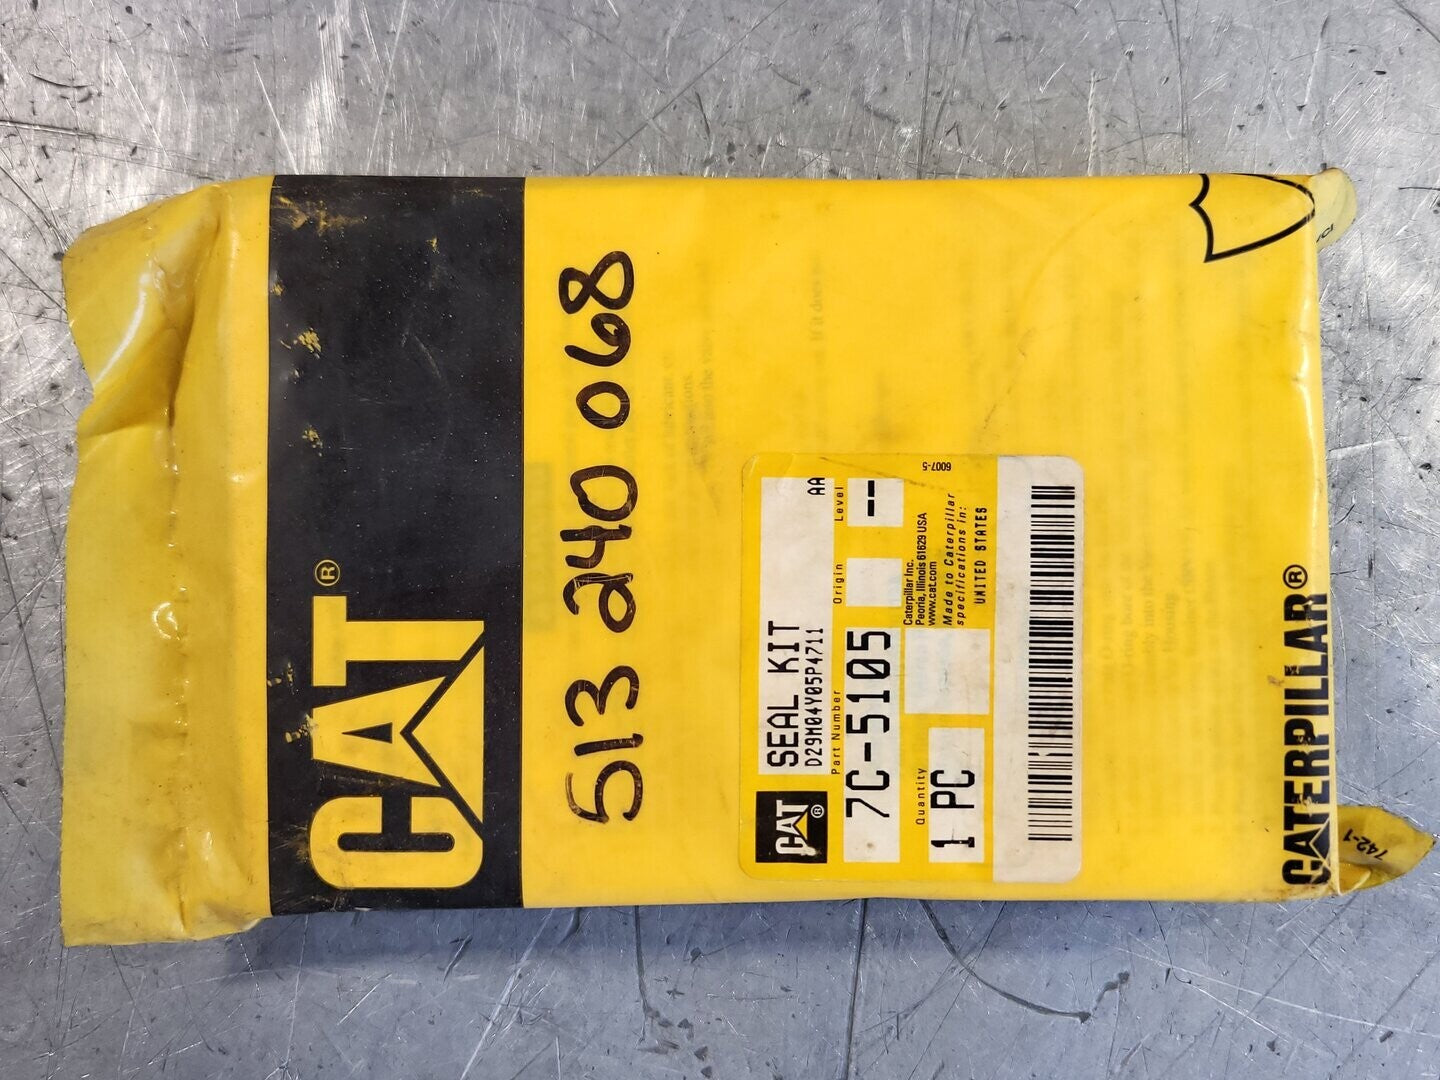 CAT®
513 240 068
SEAL KIT AA
D29M04Y05P4711
Part Number Origin Level
7C-5105 --
Quantity
1 PC
Caterpillar Inc.
Peoria, Illinois 61629 USA
www.cat.com
Made to Caterpillar
specifications in:
UNITED STATES
6007-5
CAT®
CATERPILLAR®
742-1